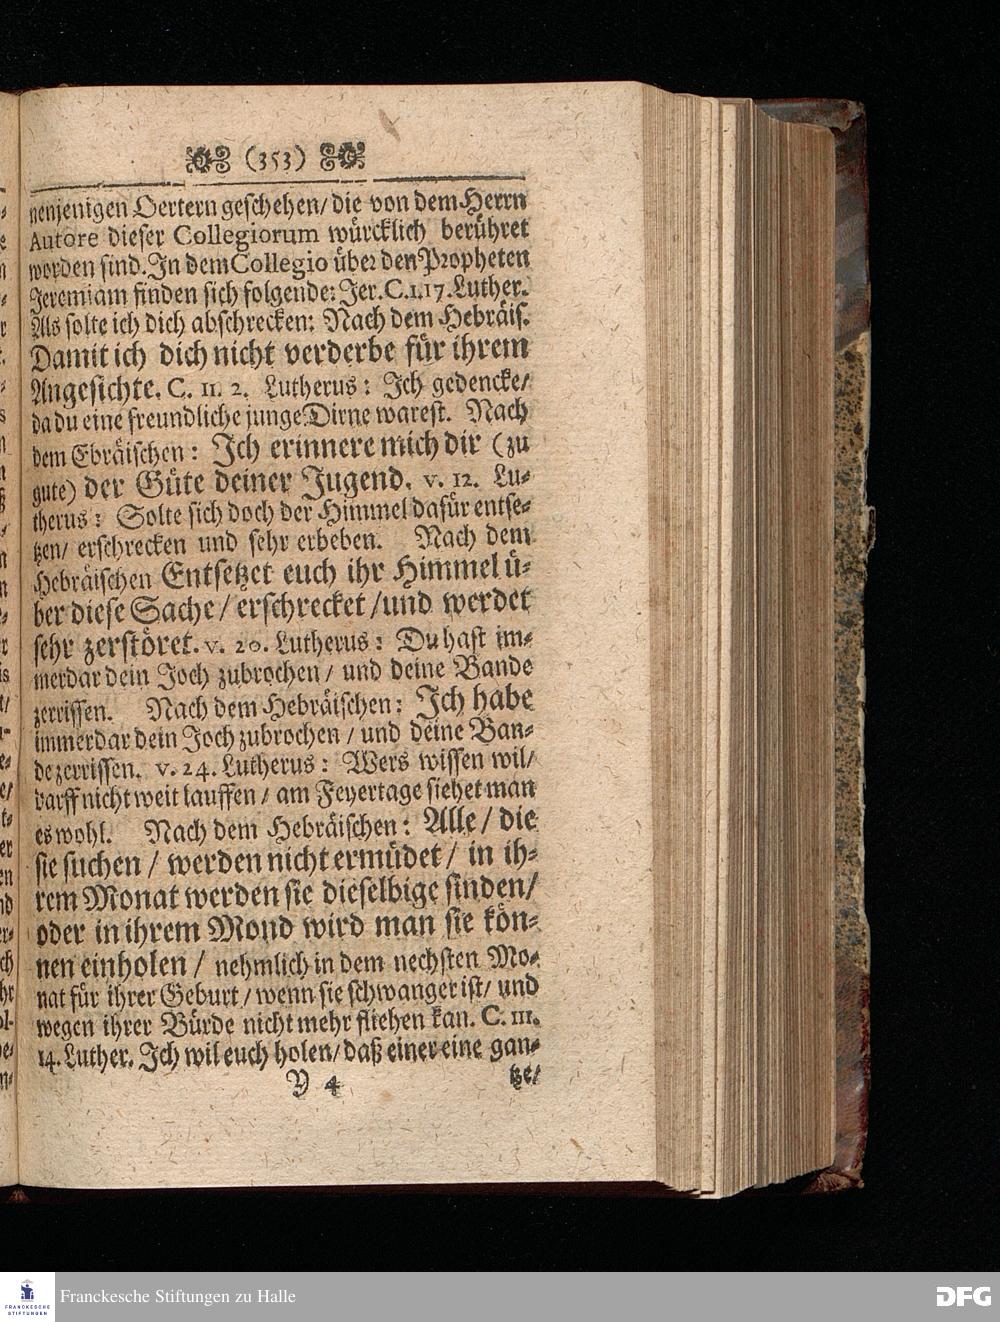 (353)
nenjenigen Oertern geschehen/ die von dem Herrn
Autore dieser Collegiorum würcklich berühret
worden sind. In dem Collegio über den Propheten
Jeremiam finden sich folgende: Jer. C. I. 17. Luther.
Als solte ich dich abschrecken: Nach dem Hebräis.
Damit ich dich nicht verderbe für ihrem
Angesichte. C. II. 2. Lutherus: Ich gedencke/
da du eine freundliche junge Dirne warest. Nach
dem Ebräischen: Ich erinnere mich dir (zu
gute) der Güte deiner Jugend. v. 12. Lu-
therus: Solte sich doch der Himmel dafür entse-
tzen/ erschrecken und sehr erbeben. Nach dem
Hebräischen Entsetzet euch ihr Himmel ü-
ber diese Sache/ erschrecket/ und werdet
sehr zerstöret. v. 20. Lutherus: Du hast im-
merdar dein Joch zubrochen/ und deine Bande
zerrissen. Nach dem Hebräischen: Ich habe
immerdar dein Joch zubrochen/ und deine Ban-
de zerrissen. v. 24. Lutherus: Wers wissen wil/
darff nicht weit lauffen/ am Feyertage siehet man
es wohl. Nach dem Hebräischen: Alle/ die
sie suchen/ werden nicht ermüdet/ in ih-
rem Monat werden sie dieselbige finden/
oder in ihrem Mond wird man sie kön-
nen einholen/ nehmlich in dem nechsten Mo-
nat für ihrer Geburt/ wenn sie schwanger ist/ und
wegen ihrer Bürde nicht mehr fliehen kan. C. III.
14. Luther. Ich wil euch holen/ daß einer eine gan-
Y 4 tze/
FRANCKESCHE STIFTUNGEN
Franckesche Stiftungen zu Halle
DFG